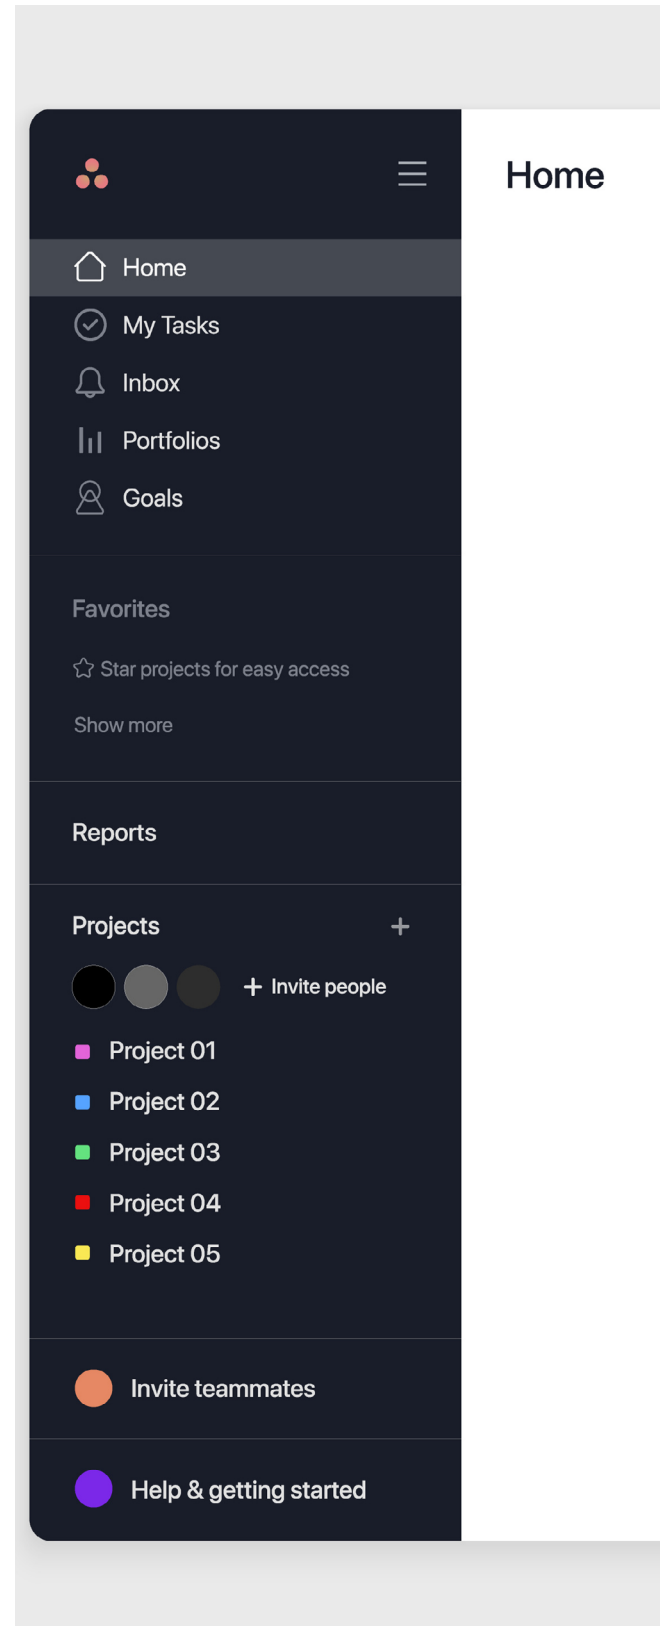 Home
Home
My Tasks
Inbox
Portfolios
Goals
Favorites
Star projects for easy access
Show more
Reports
Projects
Invite people
Project 01
Project 02
Project 03
Project 04
Project 05
Invite teammates
Help & getting started